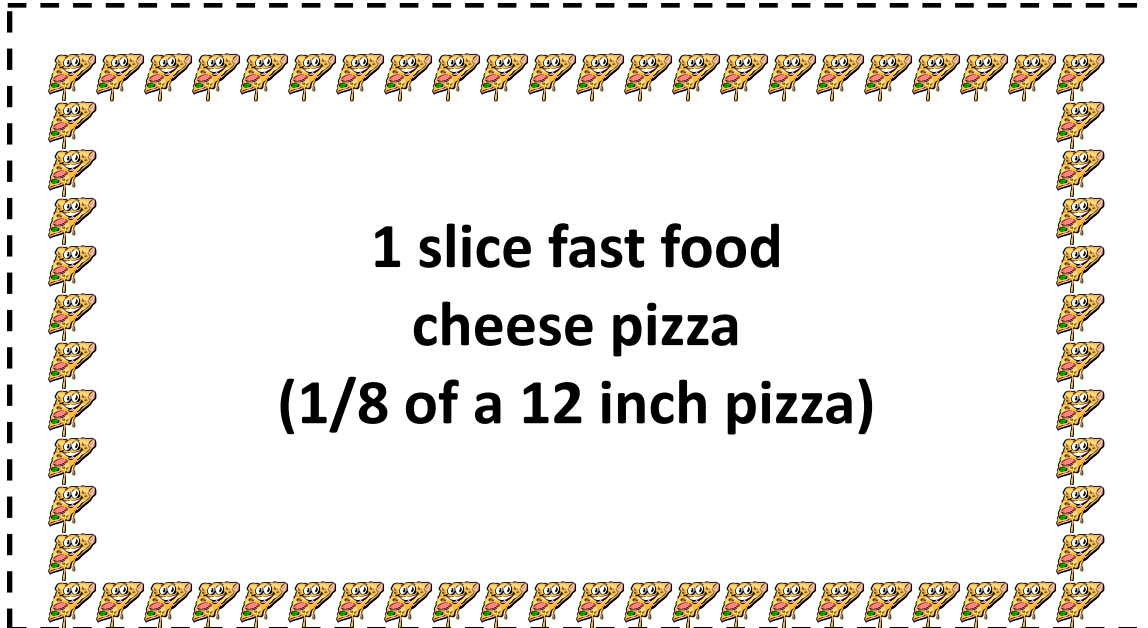 1 slice fast food
cheese pizza
(1/8 of a 12 inch pizza)